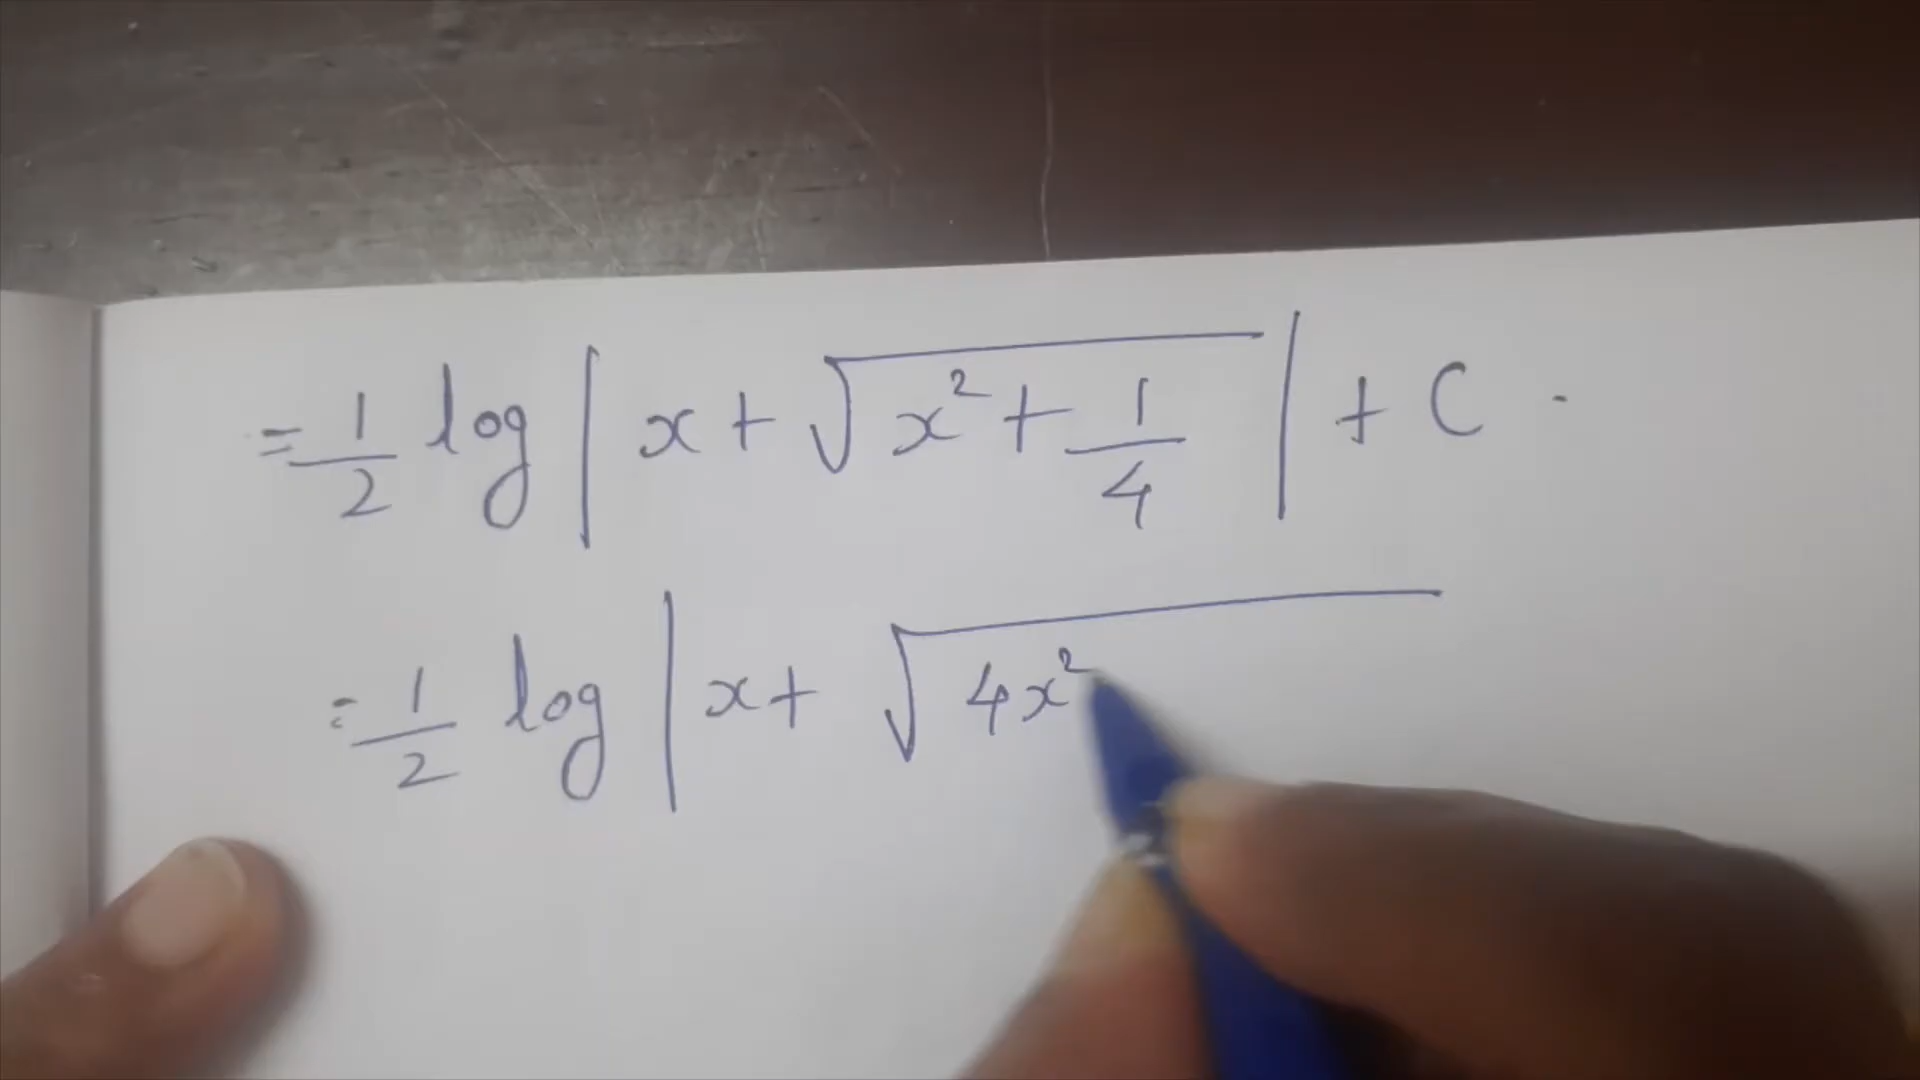 = 1/2 log | x + √(x² + 1/4) | + C .
= 1/2 log | x + √(4x²